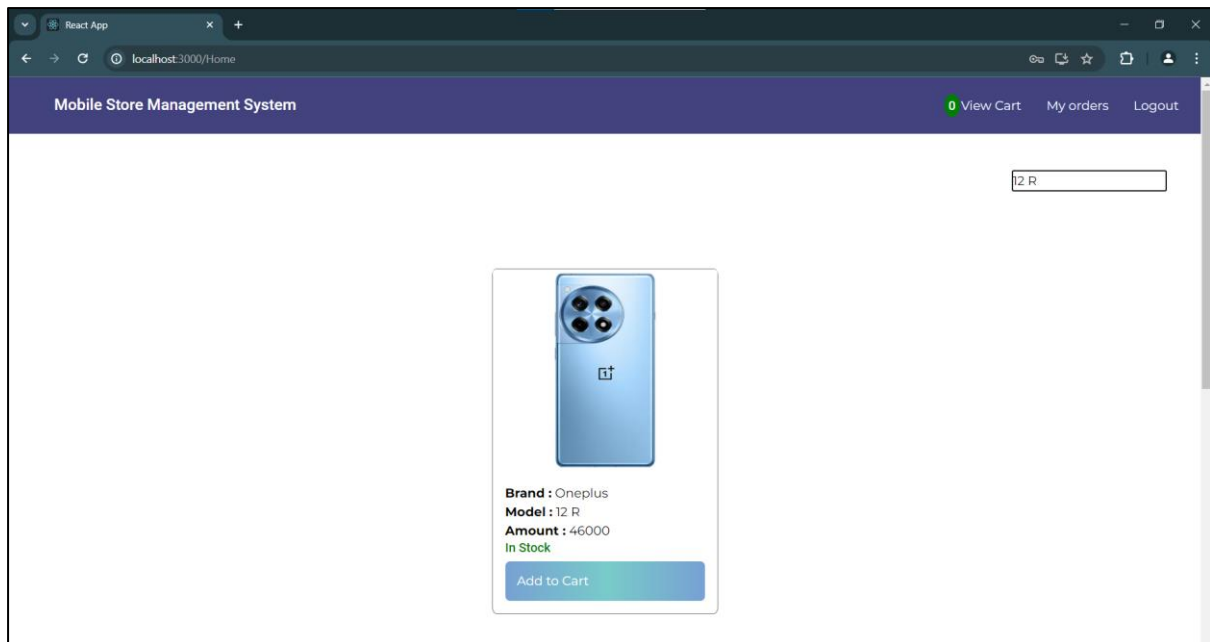 React App
localhost:3000/Home
Mobile Store Management System
0 View Cart My orders Logout
12 R
Brand : Oneplus
Model : 12 R
Amount : 46000
In Stock
Add to Cart